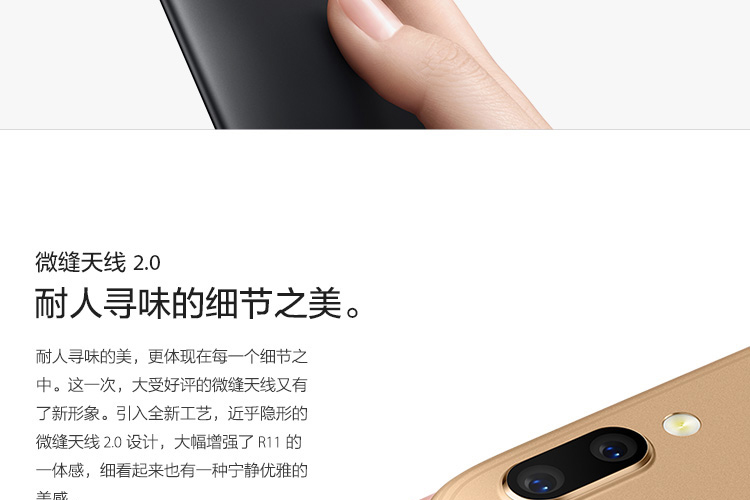 微缝天线 2.0
耐人寻味的细节之美。
耐人寻味的美，更体现在每一个细节之
中。这一次，大受好评的微缝天线又有
了新形象。引入全新工艺，近乎隐形的
微缝天线 2.0 设计，大幅增强了 R11 的
一体感，细看起来也有一种宁静优雅的
美感